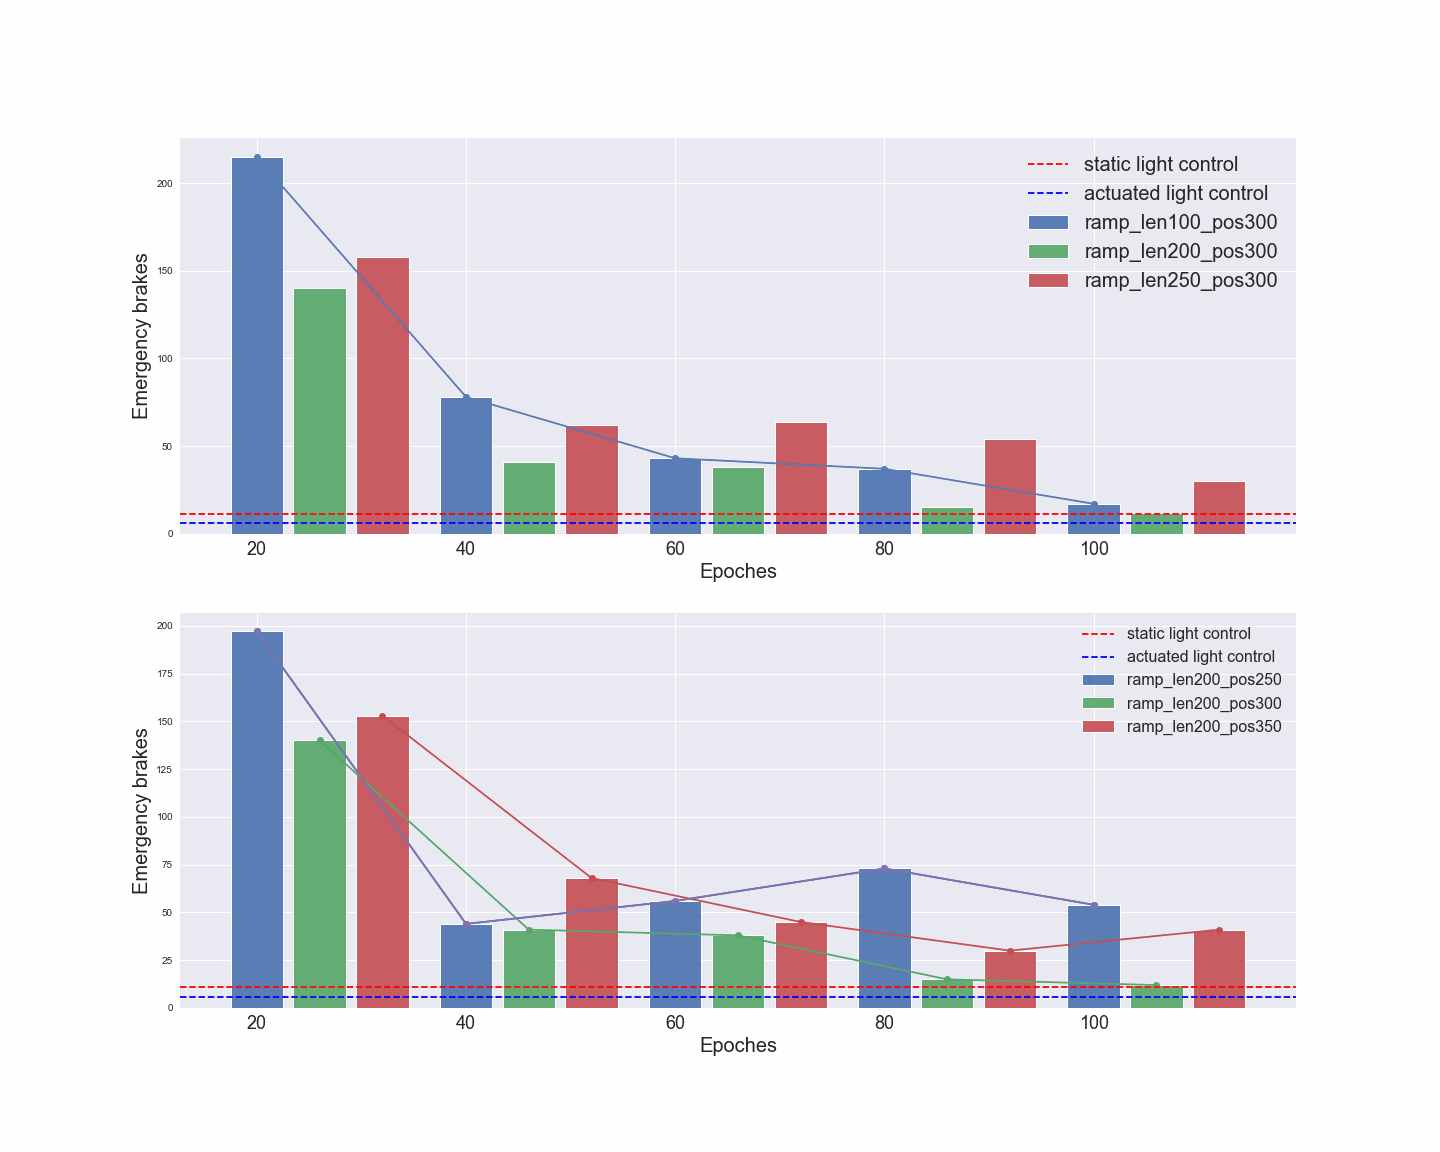 static light control
actuated light control
ramp_len100_pos300
ramp_len200_pos300
ramp_len250_pos300
200
150
100
50
0
Emergency brakes
20 40 60 80 100
Epoches
static light control
actuated light control
ramp_len200_pos250
ramp_len200_pos300
ramp_len200_pos350
200
175
150
125
100
75
50
25
0
Emergency brakes
20 40 60 80 100
Epoches